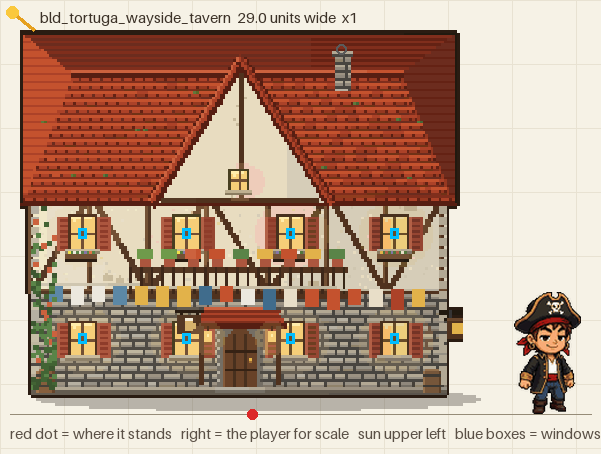 bld_tortuga_wayside_tavern 29.0 units wide x1
red dot = where it stands right = the player for scale sun upper left blue boxes = windows